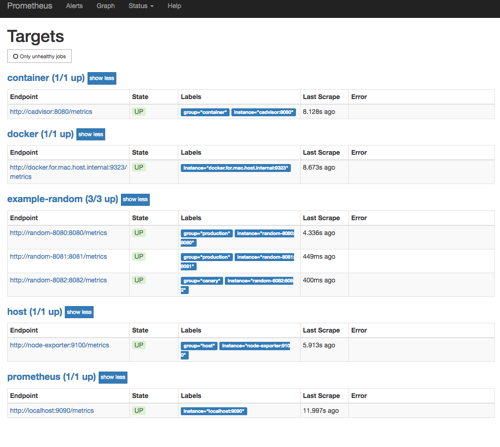 Prometheus Alerts Graph Status Help
Targets
Only unhealthy jobs
container (1/1 up) show less
Endpoint State Labels Last Scrape Error
http://cadvisor:8080/metrics UP group="container" instance="cadvisor:8080" 8.128s ago
docker (1/1 up) show less
Endpoint State Labels Last Scrape Error
http://docker.for.mac.host.internal:9323/ UP instance="docker.for.mac.host.internal:9323" 8.673s ago
metrics
example-random (3/3 up) show less
Endpoint State Labels Last Scrape Error
http://random-8080:8080/metrics UP group="production" instance="random-8080: 4.336s ago
8080"
http://random-8081:8081/metrics UP group="production" instance="random-8081: 449ms ago
8081"
http://random-8082:8082/metrics UP group="canary" instance="random-8082:808 400ms ago
2"
host (1/1 up) show less
Endpoint State Labels Last Scrape Error
http://node-exporter:9100/metrics UP group="host" instance="node-exporter:910 5.913s ago
0"
prometheus (1/1 up) show less
Endpoint State Labels Last Scrape Error
http://localhost:9090/metrics UP instance="localhost:9090" 11.997s ago